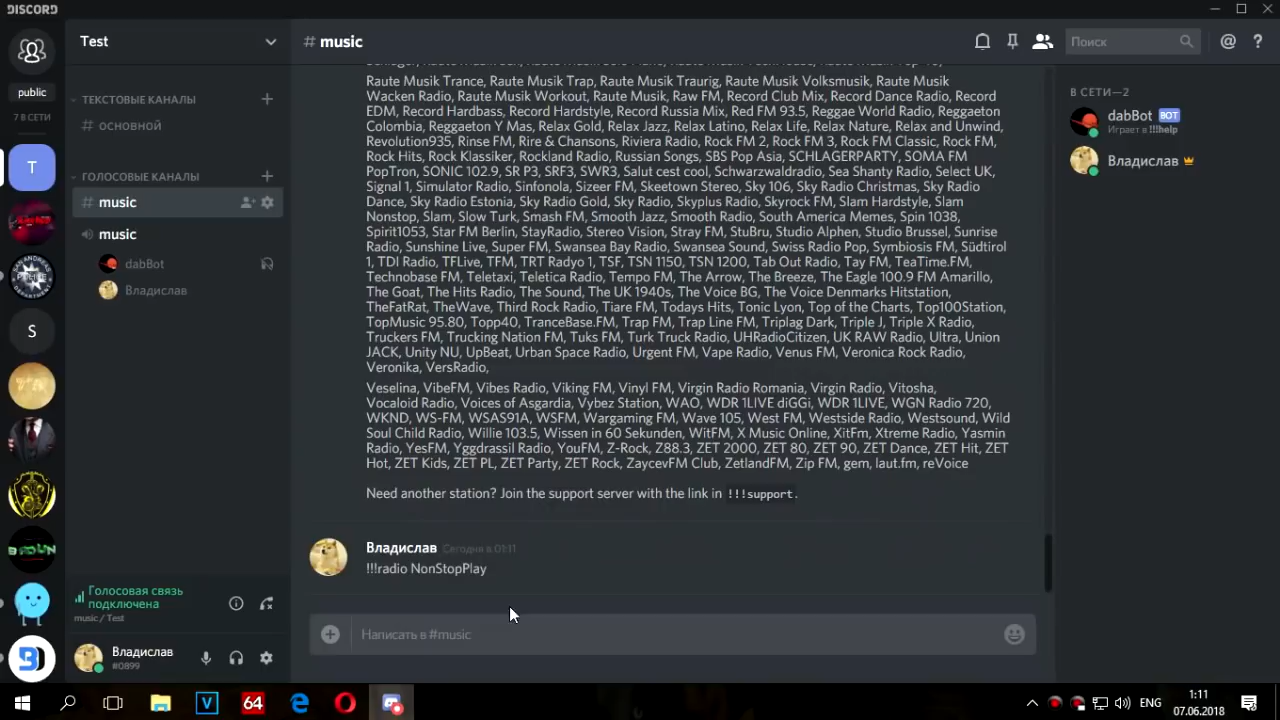 DISCORD
Test
# music
Поиск
@
?
public
7 В СЕТИ
T
S
ТЕКСТОВЫЕ КАНАЛЫ
# основной
ГОЛОСОВЫЕ КАНАЛЫ
# music
music
dabBot
Владислав
Raute Musik Trance, Raute Musik Trap, Raute Musik Traurig, Raute Musik Volksmusik, Raute Musik
Wacken Radio, Raute Musik Workout, Raute Musik, Raw FM, Record Club Mix, Record Dance Radio, Record
EDM, Record Hardbass, Record Hardstyle, Record Russia Mix, Red FM 93.5, Reggae World Radio, Reggaeton
Colombia, Reggaeton Y Mas, Relax Gold, Relax Jazz, Relax Latino, Relax Life, Relax Nature, Relax and Unwind,
Revolution935, Rinse FM, Rire & Chansons, Riviera Radio, Rock FM 2, Rock FM 3, Rock FM Classic, Rock FM,
Rock Hits, Rock Klassiker, Rockland Radio, Russian Songs, SBS Pop Asia, SCHLAGERPARTY, SOMA FM
PopTron, SONIC 102.9, SR P3, SRF3, SWR3, Salut cest cool, Schwarzwaldradio, Sea Shanty Radio, Select UK,
Signal 1, Simulator Radio, Sinfonola, Sizeer FM, Skeetown Stereo, Sky 106, Sky Radio Christmas, Sky Radio
Dance, Sky Radio Estonia, Sky Radio Gold, Sky Radio, Skyplus Radio, Skyrock FM, Slam Hardstyle, Slam
Nonstop, Slam, Slow Turk, Smash FM, Smooth Jazz, Smooth Radio, South America Memes, Spin 1038,
Spirit1053, Star FM Berlin, StayRadio, Stereo Vision, Stray FM, StuBru, Studio Alphen, Studio Brussel, Sunrise
Radio, Sunshine Live, Super FM, Swansea Bay Radio, Swansea Sound, Swiss Radio Pop, Symbiosis FM, Südtirol
1, TDI Radio, TFLive, TFM, TRT Radyo 1, TSF, TSN 1150, TSN 1200, Tab Out Radio, Tay FM, TeaTime.FM,
Technobase FM, Teletaxi, Teletica Radio, Tempo FM, The Arrow, The Breeze, The Eagle 100.9 FM Amarillo,
The Goat, The Hits Radio, The Sound, The UK 1940s, The Voice BG, The Voice Denmarks Hitstation,
TheFatRat, TheWave, Third Rock Radio, Tiare FM, Todays Hits, Tonic Lyon, Top of the Charts, Top100Station,
TopMusic 95.80, Topp40, TranceBase.FM, Trap FM, Trap Line FM, Triplag Dark, Triple J, Triple X Radio,
Truckers FM, Trucking Nation FM, Tuks FM, Turk Truck Radio, UHRadioCitizen, UK RAW Radio, Ultra, Union
JACK, Unity NU, UpBeat, Urban Space Radio, Urgent FM, Vape Radio, Venus FM, Veronica Rock Radio,
Veronika, VersRadio,
Veselina, VibeFM, Vibes Radio, Viking FM, Vinyl FM, Virgin Radio Romania, Virgin Radio, Vitosha,
Vocaloid Radio, Voices of Asgardia, Vybez Station, WAO, WDR 1LIVE diGGi, WDR 1LIVE, WGN Radio 720,
WKND, WS-FM, WSAS91A, WSFM, Wargaming FM, Wave 105, West FM, Westside Radio, Westsound, Wild
Soul Child Radio, Willie 103.5, Wissen in 60 Sekunden, WitFM, X Music Online, XitFm, Xtreme Radio, Yasmin
Radio, YesFM, Yggdrassil Radio, YouFM, Z-Rock, Z88.3, ZET 2000, ZET 80, ZET 90, ZET Dance, ZET Hit, ZET
Hot, ZET Kids, ZET PL, ZET Party, ZET Rock, ZaycevFM Club, ZetlandFM, Zip FM, gem, laut.fm, reVoice
Need another station? Join the support server with the link in !!!support.
Владислав Сегодня в 01:11
!!!radio NonStopPlay
Написать в #music
В СЕТИ—2
dabBot БОТ
Играет в !!!help
Владислав
Голосовая связь
подключена
music / Test
Владислав
#0899
V
64
ENG
1:11
07.06.2018